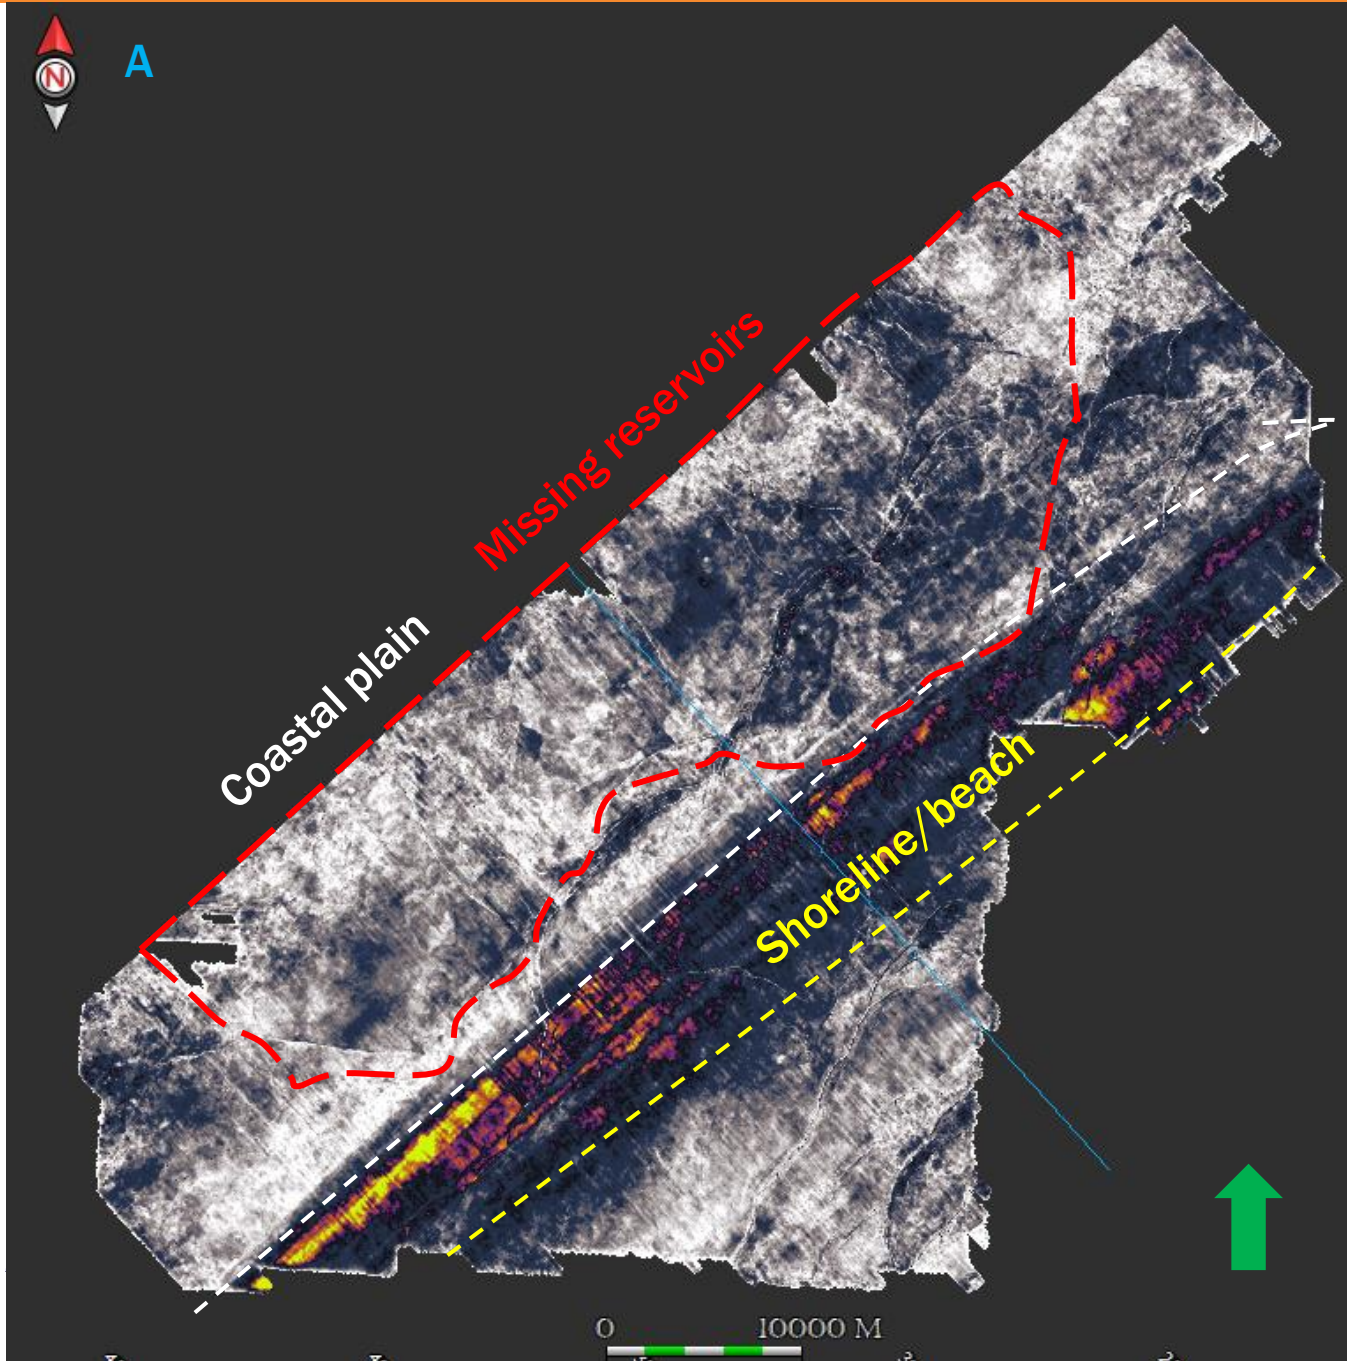 N
A
Missing reservoirs
Coastal plain
Shoreline/beach
0 10000 M